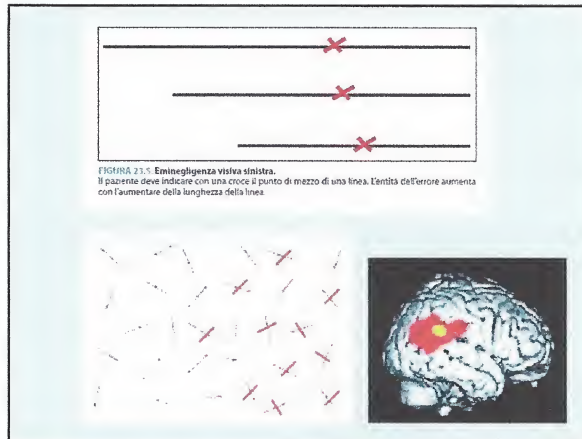 FIGURA 23.5 Eminegligenza visiva sinistra.
Il paziente deve indicare con una croce il punto di mezzo di una linea. L'entità dell'errore aumenta
con l'aumentare della lunghezza della linea